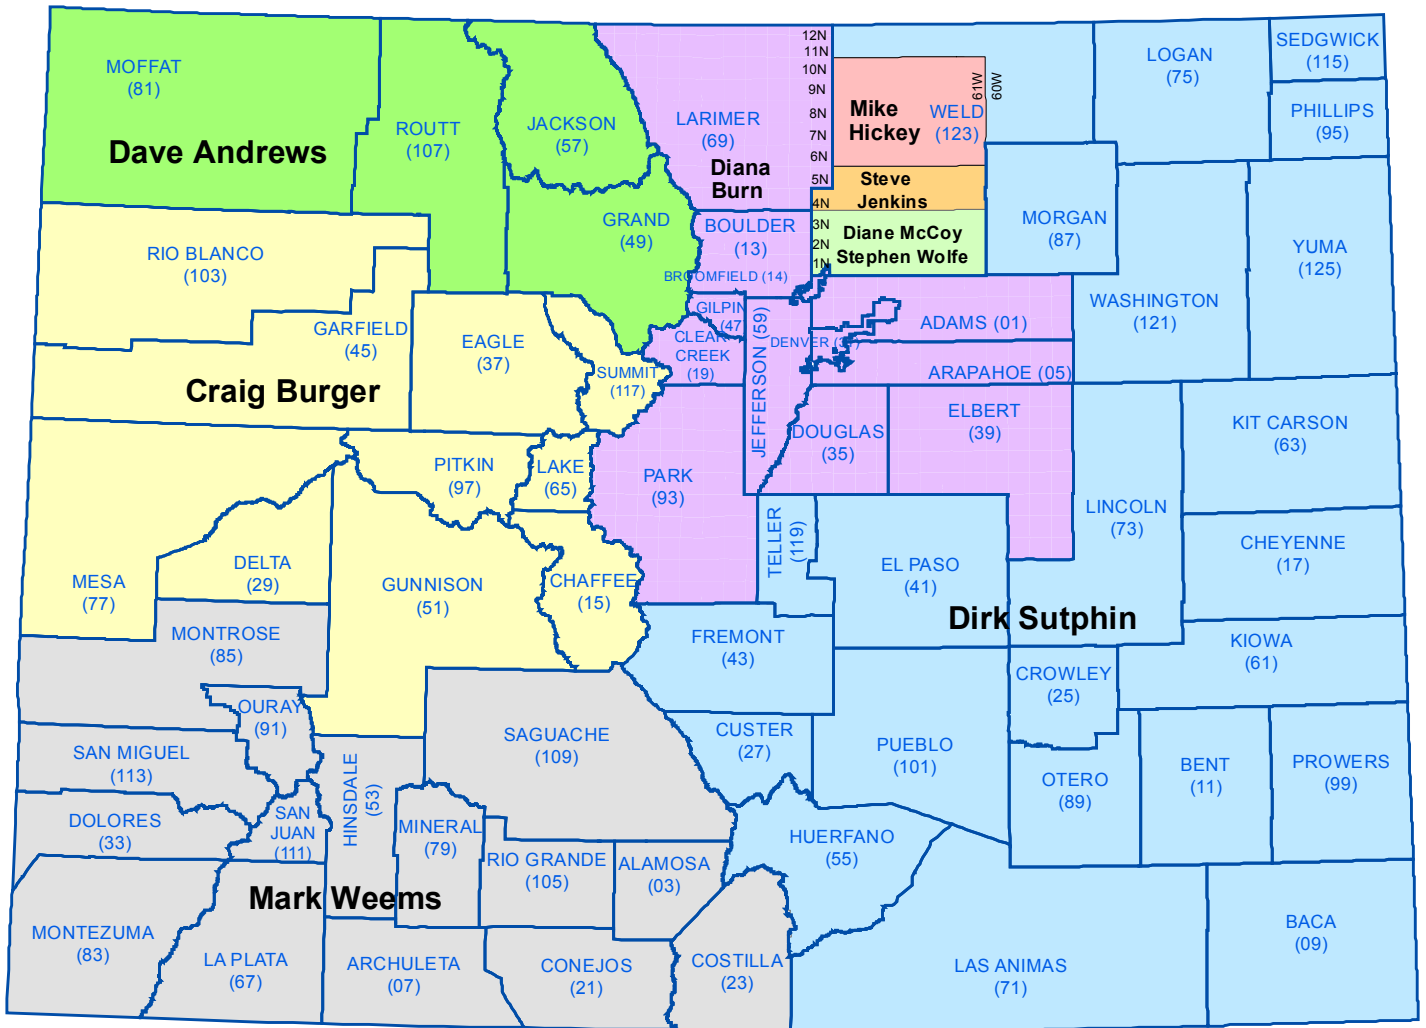 MOFFAT
(81)
Dave Andrews
ROUTT
(107)
JACKSON
(57)
GRAND
(49)
LARIMER
(69)
Diana
Burn
12N
11N
10N
9N
8N
7N
6N
5N
4N
3N
2N
1N
Mike
Hickey
61W
60W
WELD
(123)
Steve
Jenkins
Diane McCoy
Stephen Wolfe
LOGAN
(75)
SEDGWICK
(115)
PHILLIPS
(95)
MORGAN
(87)
YUMA
(125)
WASHINGTON
(121)
RIO BLANCO
(103)
GARFIELD
(45)
Craig Burger
EAGLE
(37)
SUMMIT
(117)
BOULDER
(13)
BROOMFIELD (14)
GILPIN
(47
CLEAR
CREEK
(19)
JEFFERSON (59)
DENVER (31)
ADAMS (01)
ARAPAHOE (05)
DOUGLAS
(35)
ELBERT
(39)
PITKIN
(97)
LAKE
(65)
PARK
(93)
MESA
(77)
DELTA
(29)
GUNNISON
(51)
CHAFFEE
(15)
TELLER
(119)
EL PASO
(41)
LINCOLN
(73)
KIT CARSON
(63)
CHEYENNE
(17)
Dirk Sutphin
KIOWA
(61)
FREMONT
(43)
CROWLEY
(25)
MONTROSE
(85)
OURAY
(91)
SAN MIGUEL
(113)
DOLORES
(33)
SAN
JUAN
(111)
HINSDALE
(53)
SAGUACHE
(109)
MINERAL
(79)
RIO GRANDE
(105)
ALAMOSA
(03)
CUSTER
(27)
PUEBLO
(101)
OTERO
(89)
BENT
(11)
PROWERS
(99)
HUERFANO
(55)
Mark Weems
MONTEZUMA
(83)
LA PLATA
(67)
ARCHULETA
(07)
CONEJOS
(21)
COSTILLA
(23)
LAS ANIMAS
(71)
BACA
(09)